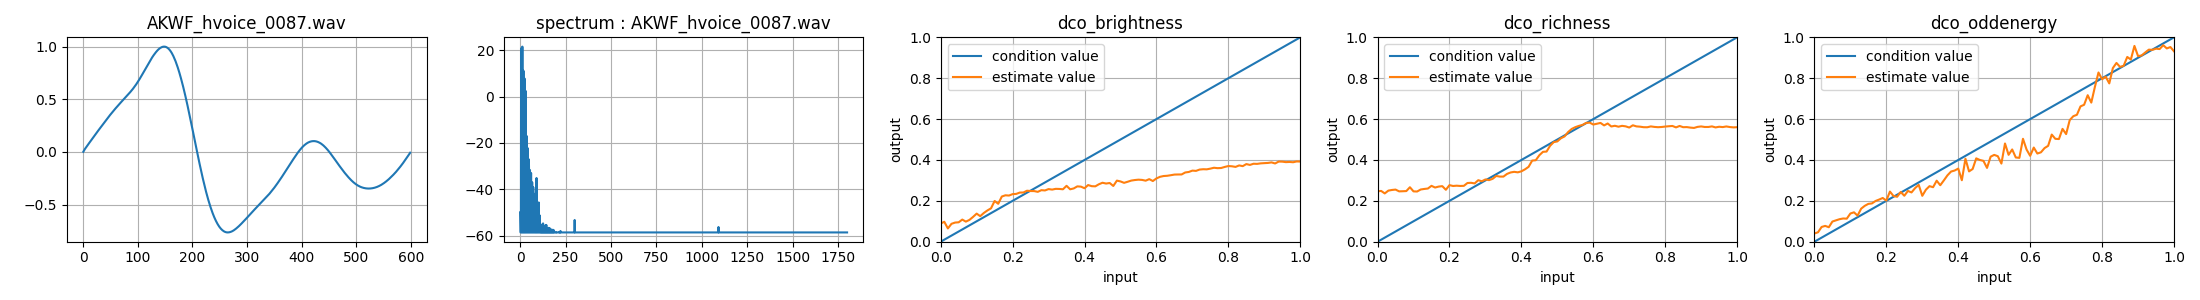 AKWF_hvoice_0087.wav
1.0
0.5
0.0
−0.5
0 100 200 300 400 500 600
spectrum : AKWF_hvoice_0087.wav
20
0
−20
−40
−60
0 250 500 750 1000 1250 1500 1750
dco_brightness
condition value
estimate value
output
1.0
0.8
0.6
0.4
0.2
0.0
0.0 0.2 0.4 0.6 0.8 1.0
input
dco_richness
condition value
estimate value
output
1.0
0.8
0.6
0.4
0.2
0.0
0.0 0.2 0.4 0.6 0.8 1.0
input
dco_oddenergy
condition value
estimate value
output
1.0
0.8
0.6
0.4
0.2
0.0
0.0 0.2 0.4 0.6 0.8 1.0
input